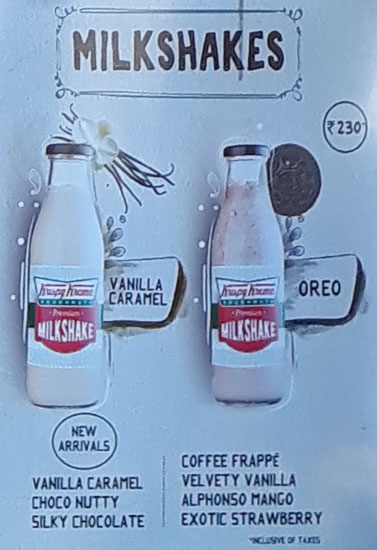 MILKSHAKES
₹230
Krispy Kreme
DOUGHNUTS
Premium
MILKSHAKE
VANILLA
CARAMEL
Krispy Kreme
DOUGHNUTS
Premium
MILKSHAKE
OREO
NEW
ARRIVALS
VANILLA CARAMEL
CHOCO NUTTY
SILKY CHOCOLATE
COFFEE FRAPPÉ
VELVETY VANILLA
ALPHONSO MANGO
EXOTIC STRAWBERRY
*INCLUSIVE OF TAXES